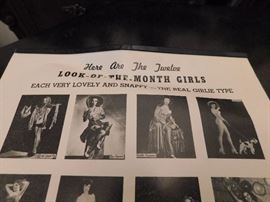 Here Are The Twelve
LOOK-OF-THE-MONTH GIRLS
EACH VERY LOVELY AND SNAPPY — THE REAL GIRLIE TYPE